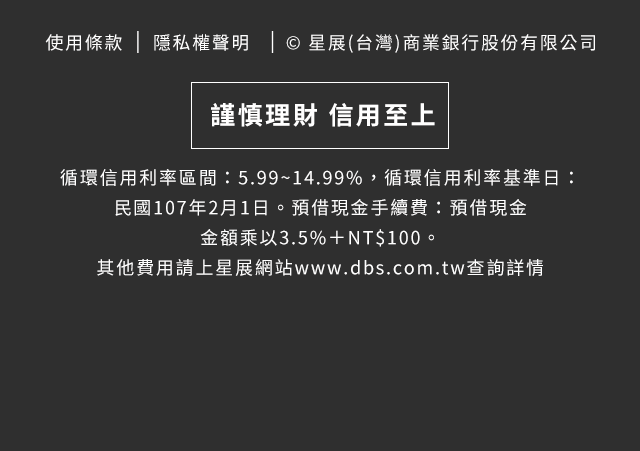 使用條款 | 隱私權聲明 | © 星展(台灣)商業銀行股份有限公司
謹慎理財 信用至上
循環信用利率區間：5.99~14.99%，循環信用利率基準日：
民國107年2月1日。預借現金手續費：預借現金
金額乘以3.5%＋NT$100。
其他費用請上星展網站www.dbs.com.tw查詢詳情